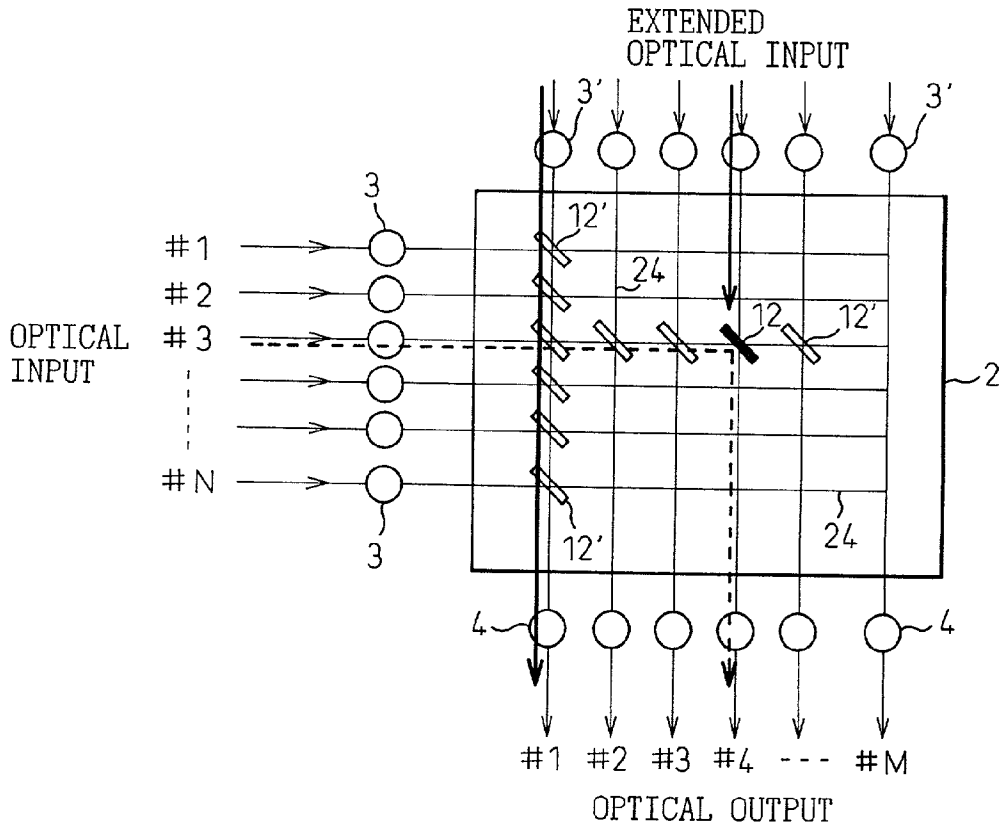 EXTENDED
OPTICAL INPUT
3'
3'
3
12'
#1
24
#2
12
12'
#3
OPTICAL
INPUT
2
#N
24
3
12'
4
4
#1 #2 #3 #4 --- #M
OPTICAL OUTPUT